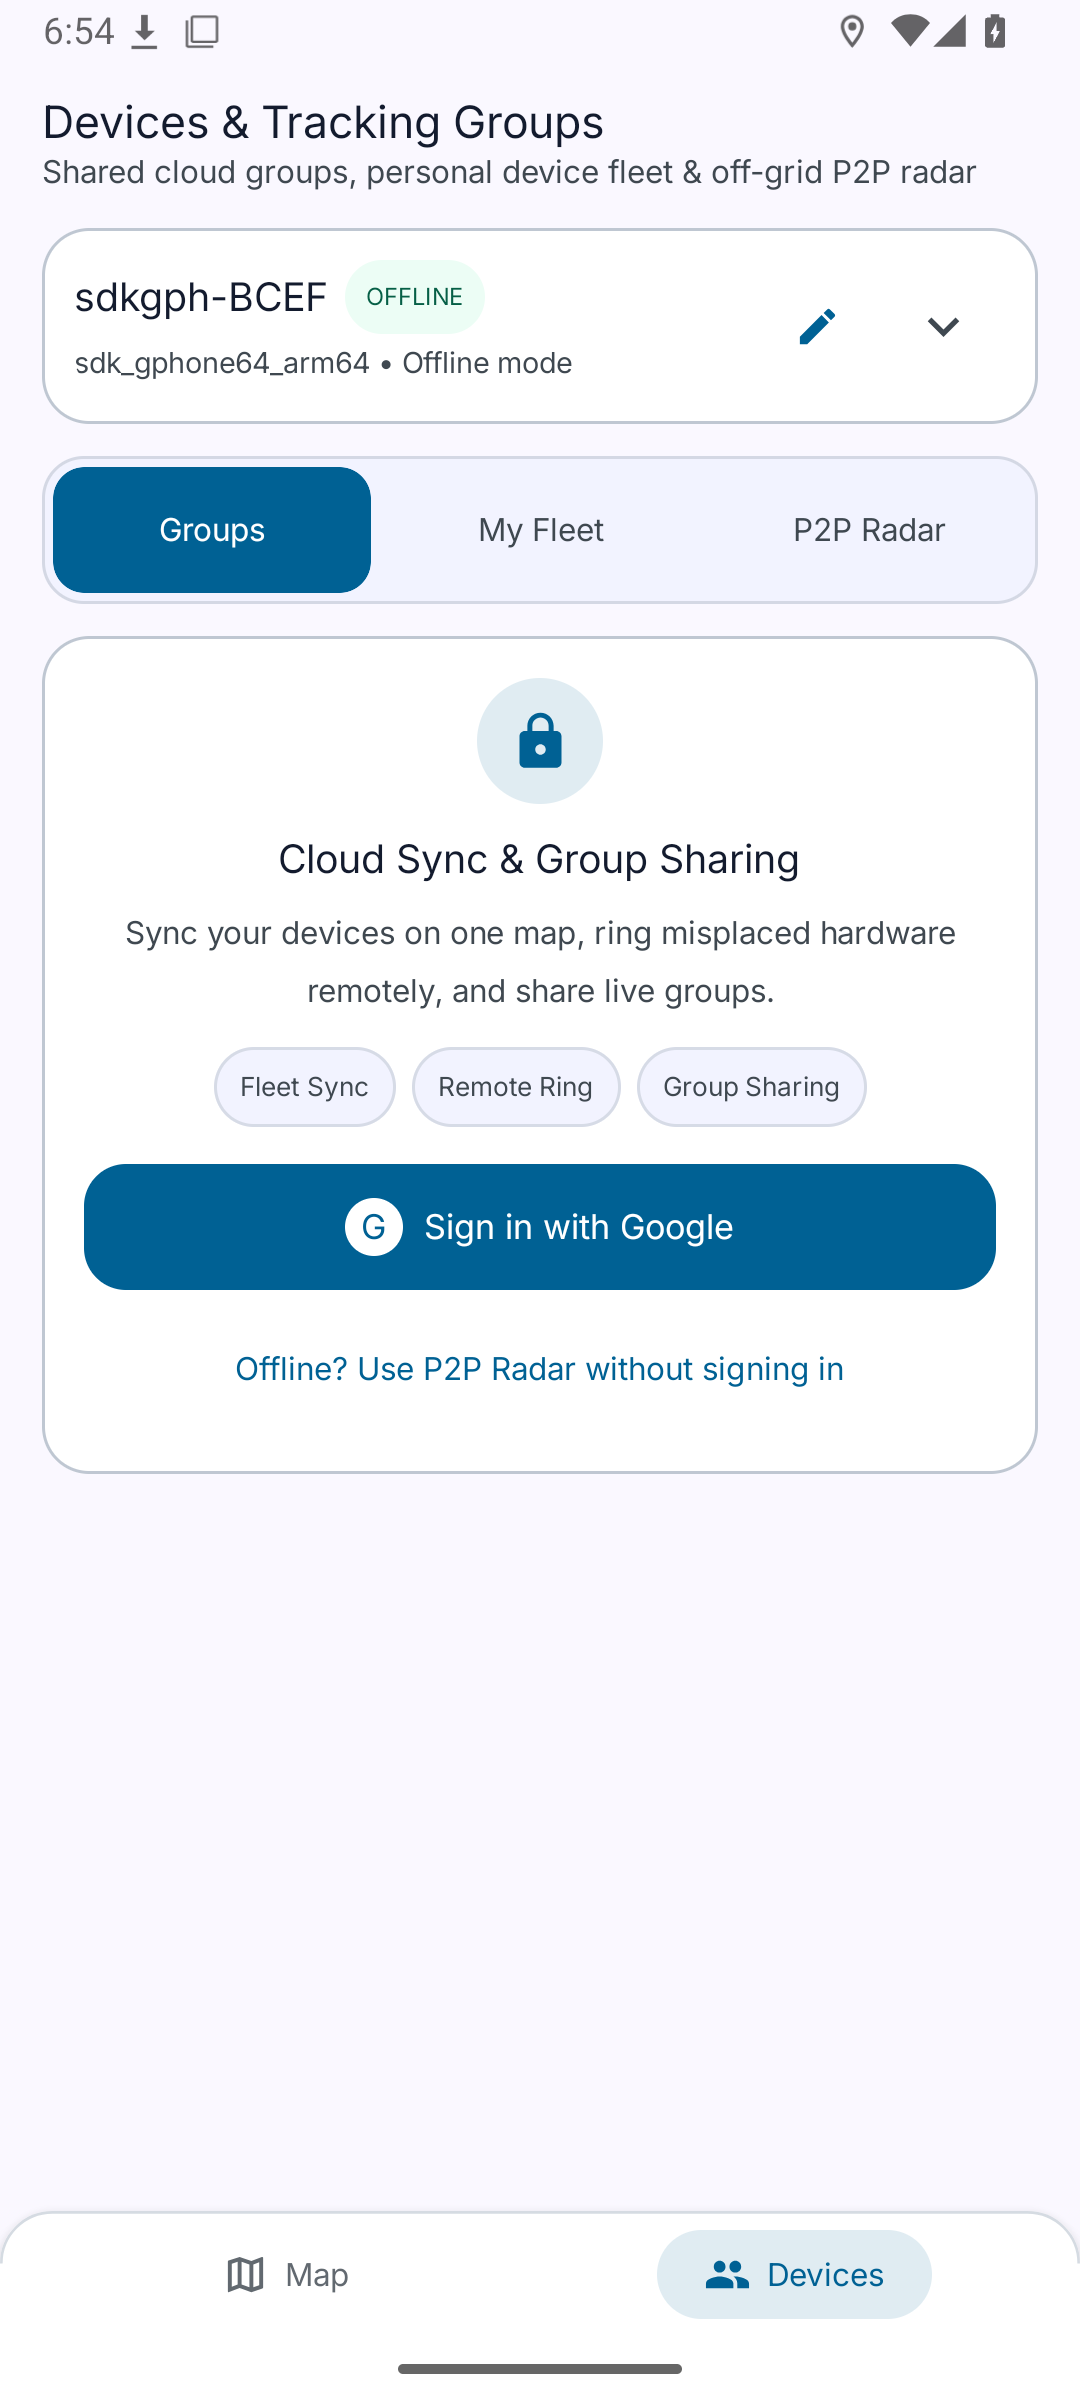 6:54
Devices & Tracking Groups
Shared cloud groups, personal device fleet & off-grid P2P radar
sdkgph-BCEF OFFLINE
sdk_gphone64_arm64 • Offline mode
Groups My Fleet P2P Radar
Cloud Sync & Group Sharing
Sync your devices on one map, ring misplaced hardware
remotely, and share live groups.
Fleet Sync Remote Ring Group Sharing
G Sign in with Google
Offline? Use P2P Radar without signing in
Map Devices